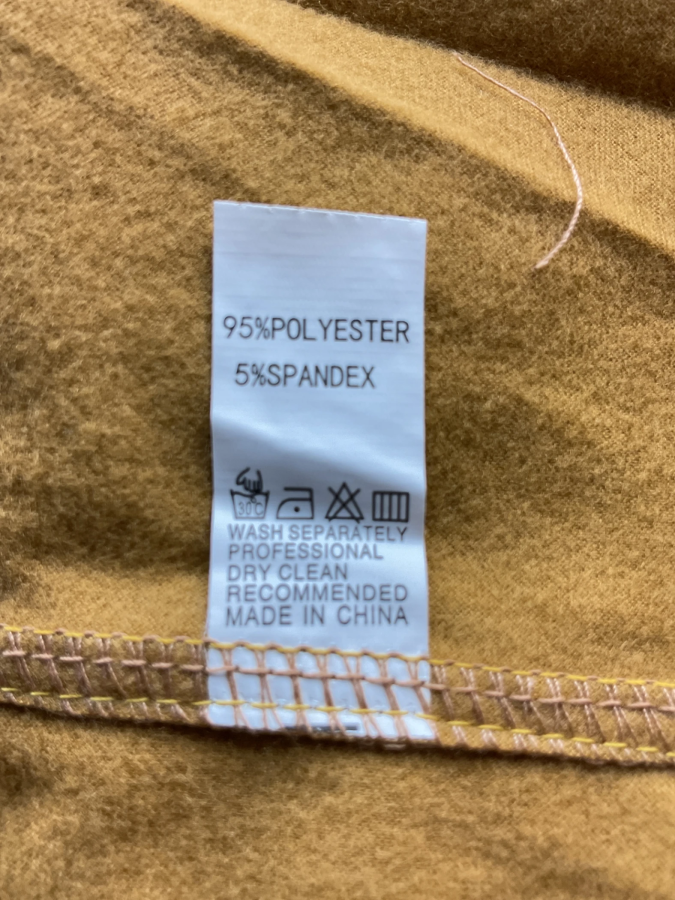 95%POLYESTER
5%SPANDEX
30°C
WASH SEPARATELY
PROFESSIONAL
DRY CLEAN
RECOMMENDED
MADE IN CHINA